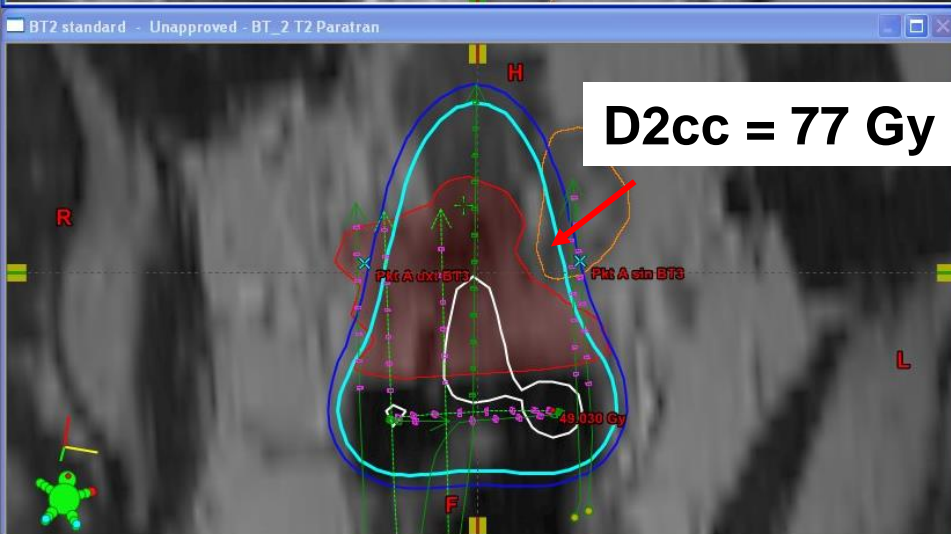 BT2 standard - Unapproved - BT_2 T2 Paratran
H
D2cc = 77 Gy
R
Pkt A dxt BT3
Pkt A sin BT3
L
49.030 Gy
F